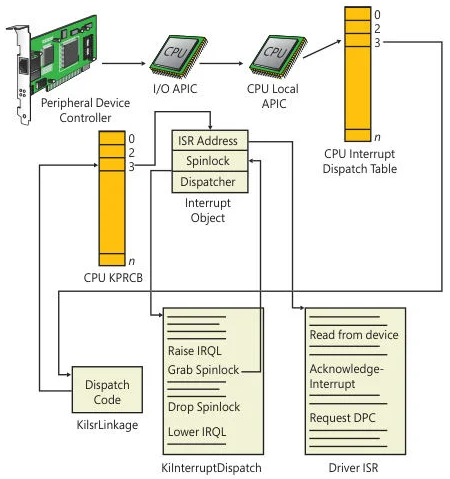 CPU
CPU
0
2
3
n
Peripheral Device
Controller
I/O APIC
CPU Local
APIC
CPU Interrupt
Dispatch Table
0
2
3
n
CPU KPRCB
ISR Address
Spinlock
Dispatcher
Interrupt
Object
Dispatch
Code
KiIsrLinkage
Raise IRQL
Grab Spinlock
Drop Spinlock
Lower IRQL
KiInterruptDispatch
Read from device
Acknowledge-
Interrupt
Request DPC
Driver ISR